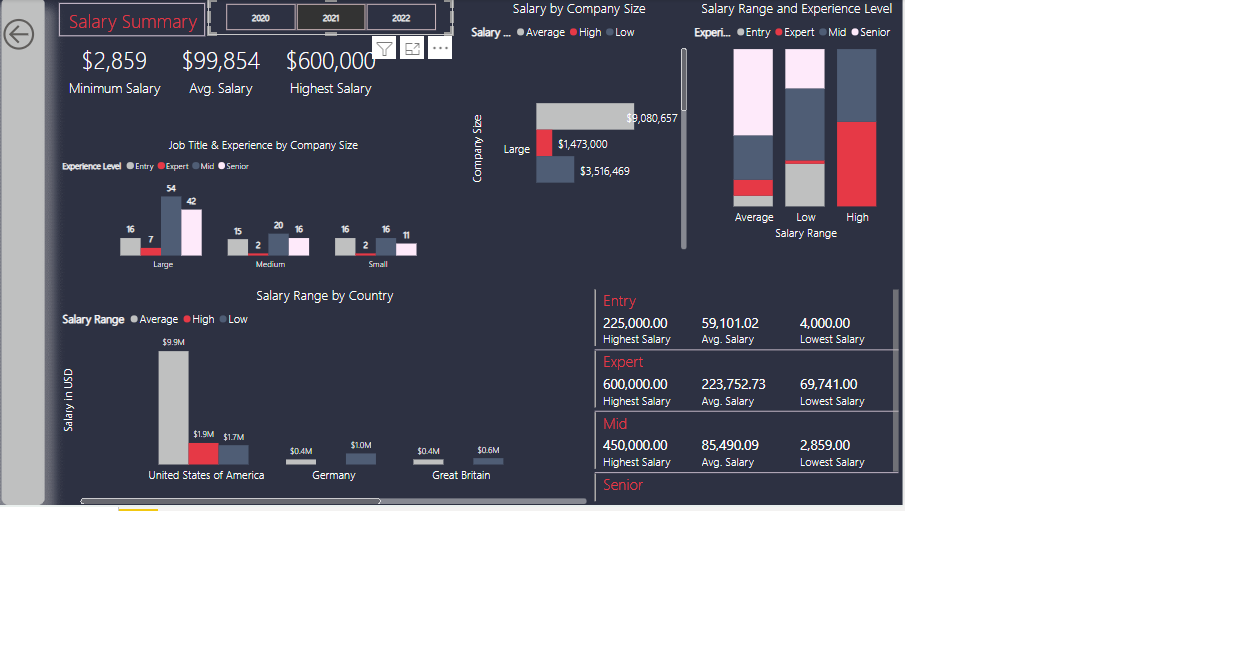 Salary Summary
2020
2021
2022
$2,859
Minimum Salary
$99,854
Avg. Salary
$600,000
Highest Salary
Salary by Company Size
Salary ... Average High Low
Company Size
Large
$9,080,657
$1,473,000
$3,516,469
Salary Range and Experience Level
Experi... Entry Expert Mid Senior
Average Low High
Salary Range
Job Title & Experience by Company Size
Experience Level Entry Expert Mid Senior
16 7 54 42
15 2 20 16
16 2 16 11
Large Medium Small
Salary Range by Country
Salary Range Average High Low
Salary in USD
$9.9M $1.9M $1.7M
$0.4M $1.0M
$0.4M $0.6M
United States of America Germany Great Britain
Entry
225,000.00 59,101.02 4,000.00
Highest Salary Avg. Salary Lowest Salary
Expert
600,000.00 223,752.73 69,741.00
Highest Salary Avg. Salary Lowest Salary
Mid
450,000.00 85,490.09 2,859.00
Highest Salary Avg. Salary Lowest Salary
Senior